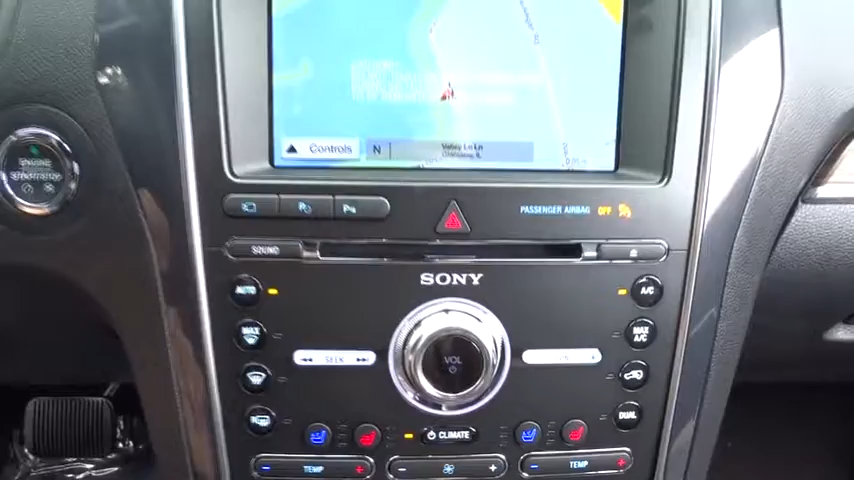 Controls
N
Valley Ln Ln
ENGINE
START/STOP
PASSENGER AIRBAG OFF
SOUND
SONY
AUTO
A/C
MAX
MAX A/C
SEEK
VOL
DUAL
CLIMATE
- TEMP +
- +
- TEMP +